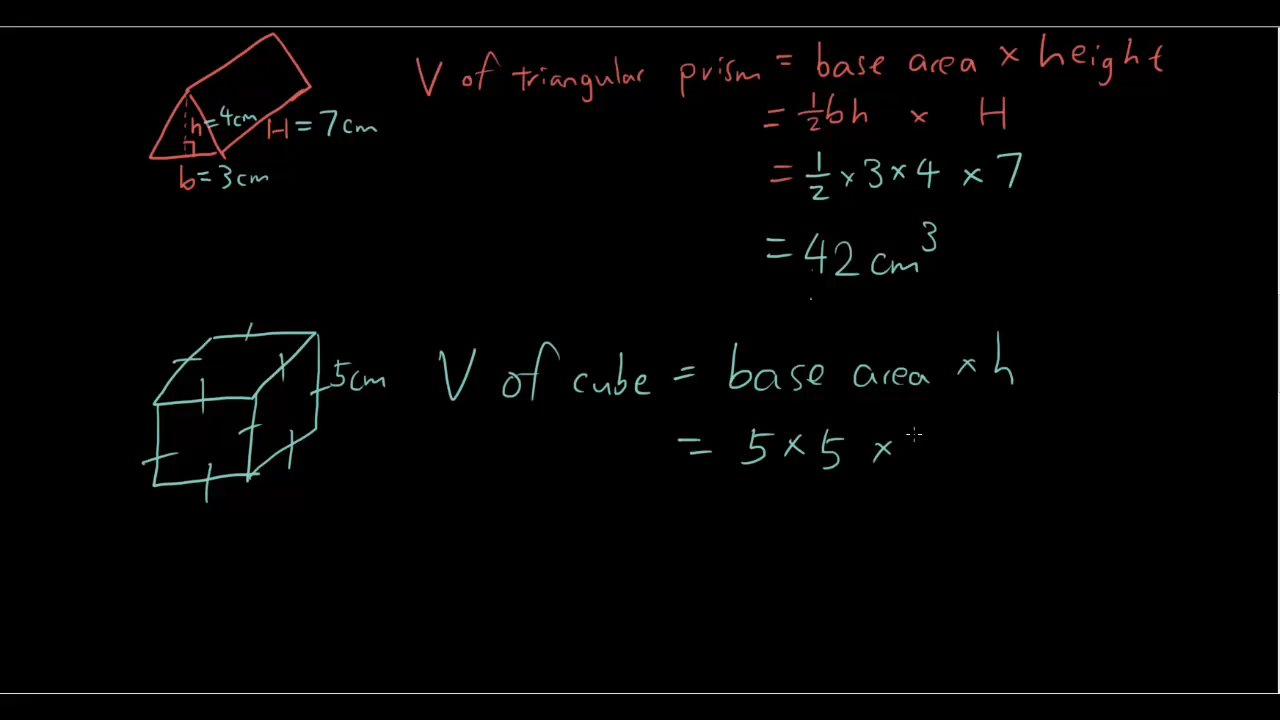 V of triangular prism = base area × height
h = 4cm
H = 7cm
b = 3cm
= ½bh × H
= ½ × 3 × 4 × 7
= 42 cm³
5cm
V of cube = base area × h
= 5 × 5 ×